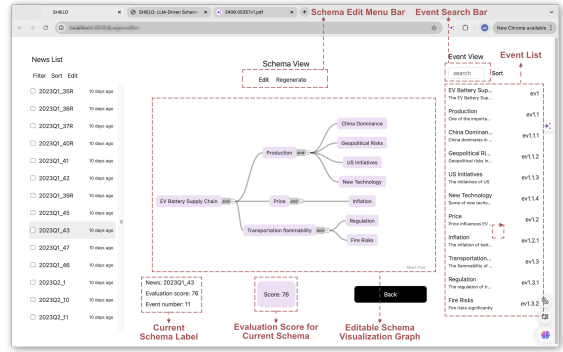 Schema Edit Menu Bar
Event Search Bar
SHIELD
SHIELD: LLM-Driven Schema
2408.05357v1.pdf
New Chrome available
News List
Filter Sort Edit
2023Q1_35R 10 days ago
2023Q1_36R 10 days ago
2023Q1_37R 10 days ago
2023Q1_40R 10 days ago
2023Q1_41 10 days ago
2023Q1_42 10 days ago
2023Q1_39R 10 days ago
2023Q1_45 10 days ago
2023Q1_43 10 days ago
2023Q1_47 10 days ago
2023Q1_46 10 days ago
2023Q2_1 10 days ago
2023Q2_10 10 days ago
2023Q2_11 10 days ago
Schema View
Edit Regenerate
EV Battery Supply Chain and
Production and
China Dominance
Geopolitical Risks
US Initiatives
New Technology
Price and
Inflation
Transportation flammability and
Regulation
Fire Risks
React Flow
News: 2023Q1_43
Evaluation score: 76
Event number: 11
Score: 76
Back
Current
Schema Label
Evaluation Score for
Current Schema
Editable Schema
Visualization Graph
Event View
Event List
search Sort
EV Battery Sup... ev1
The EV Battery Sup...
Production ev1.1
One of the importa...
China Dominan... ev1.1.1
China dominates in ...
Geopolitical Ri... ev1.1.2
Geopolitical risks in...
US Initiatives ev1.1.3
The initiatives of US
New Technology ev1.1.4
Some of new techo...
Price ev1.2
Price influences EV ...
Inflation ev1.2.1
The inflation of batt...
Transportation... ev1.3
The flammability of ...
Regulation ev1.3.1
The regulation of tr...
Fire Risks ev1.3.2
Fire risks significantly